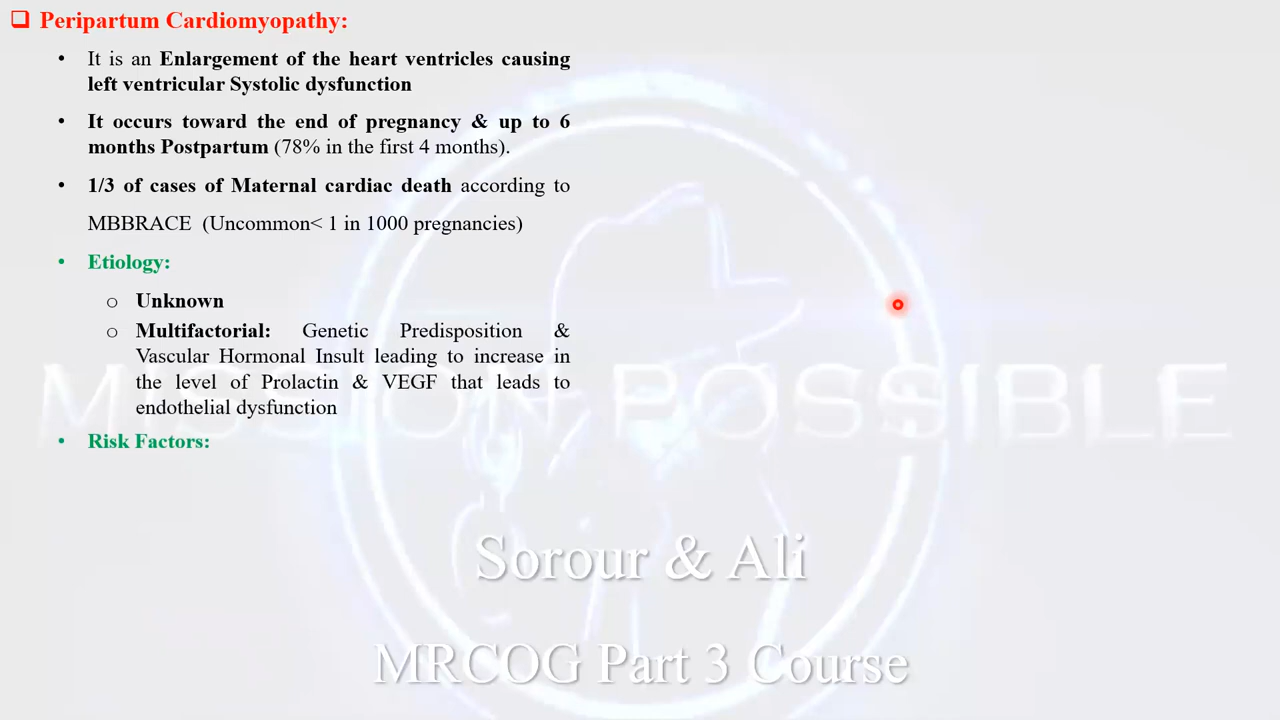 ❑ Peripartum Cardiomyopathy:
• It is an Enlargement of the heart ventricles causing
left ventricular Systolic dysfunction
• It occurs toward the end of pregnancy & up to 6
months Postpartum (78% in the first 4 months).
• 1/3 of cases of Maternal cardiac death according to
MBBRACE (Uncommon< 1 in 1000 pregnancies)
• Etiology:
o Unknown
o Multifactorial: Genetic Predisposition &
Vascular Hormonal Insult leading to increase in
the level of Prolactin & VEGF that leads to
endothelial dysfunction
• Risk Factors:
MISSION POSSIBLE
Sorour & Ali
MRCOG Part 3 Course